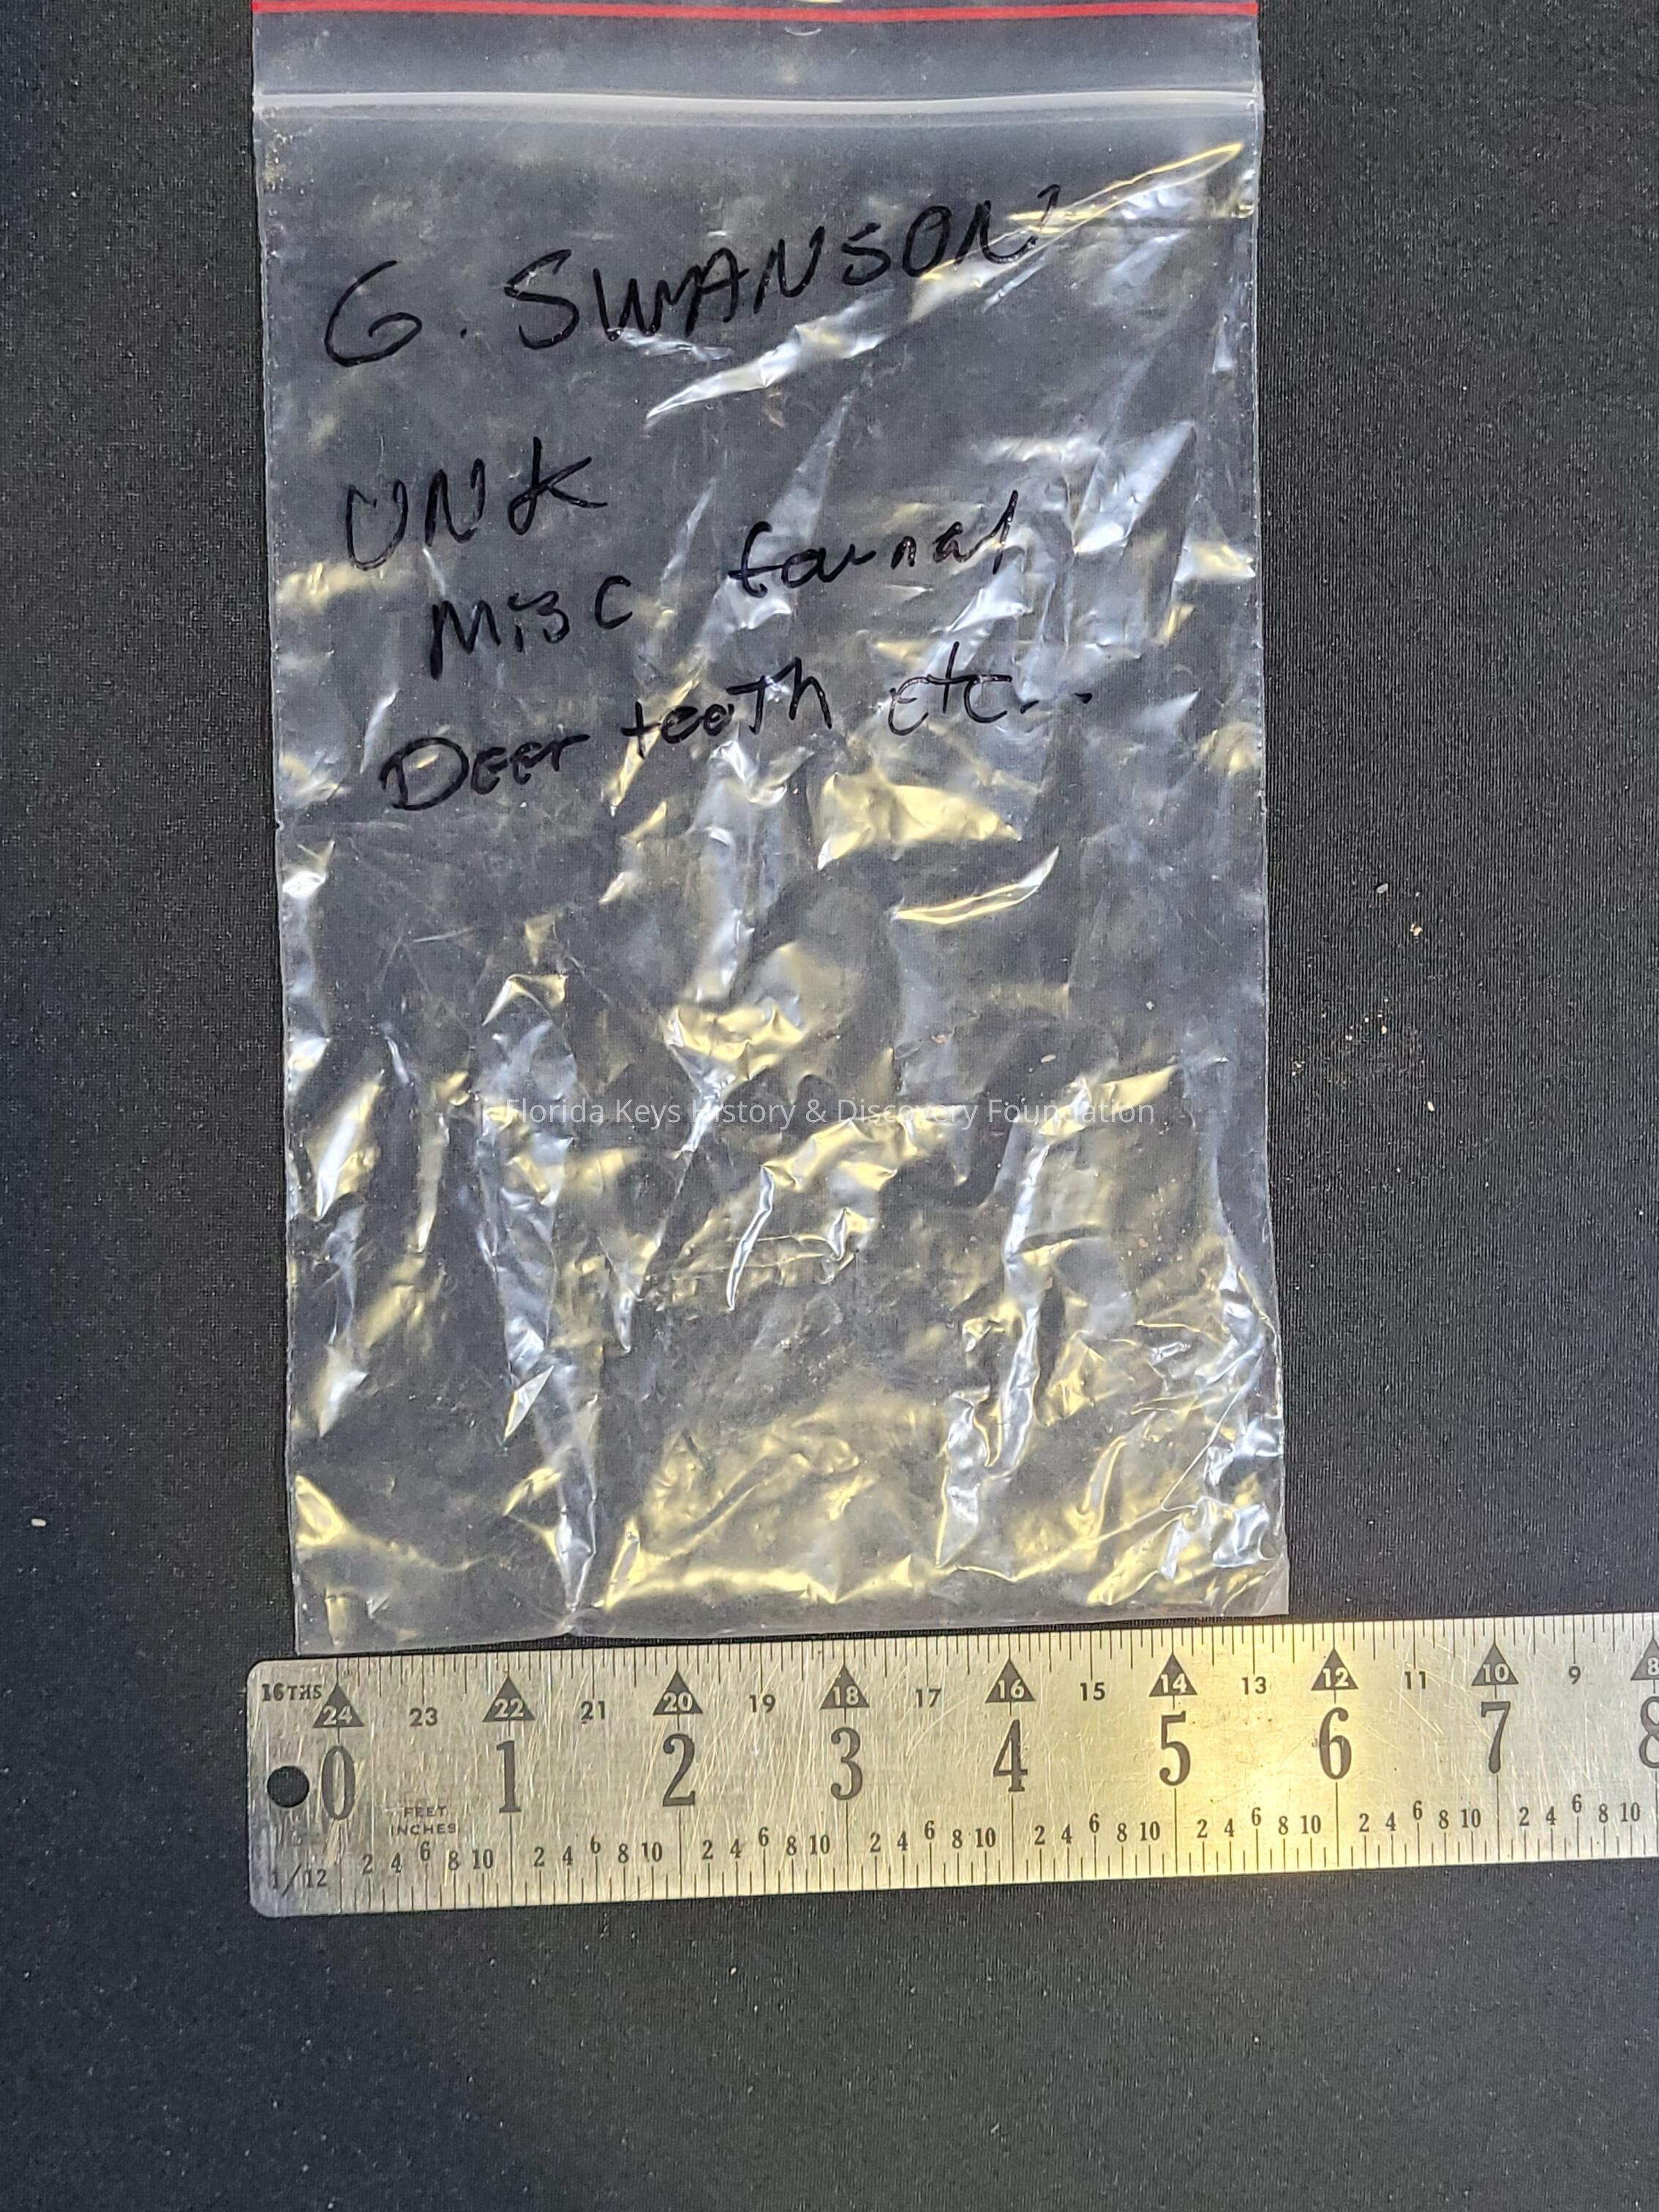 G. SWANSON
UNK
Misc faunal
Deer teeth etc..
© Florida Keys History & Discovery Foundation
16THS 24 23 22 21 20 19 18 17 16 15 14 13 12 11 10 9 8
0 1 2 3 4 5 6 7 8
FEET
INCHES
1/12 2 4 6 8 10 2 4 6 8 10 2 4 6 8 10 2 4 6 8 10 2 4 6 8 10 2 4 6 8 10 2 4 6 8 10 2 4 6 8 10